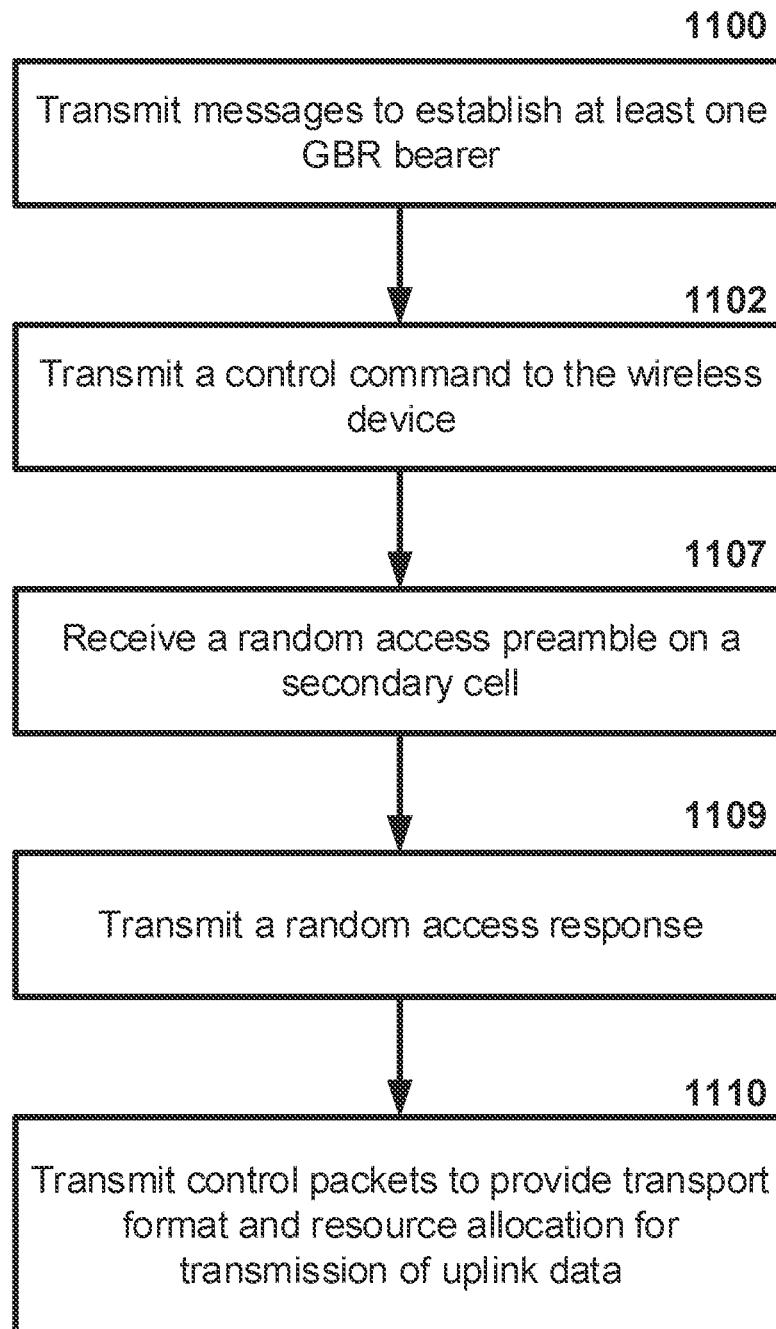 1100
Transmit messages to establish at least one
GBR bearer
1102
Transmit a control command to the wireless
device
1107
Receive a random access preamble on a
secondary cell
1109
Transmit a random access response
1110
Transmit control packets to provide transport
format and resource allocation for
transmission of uplink data